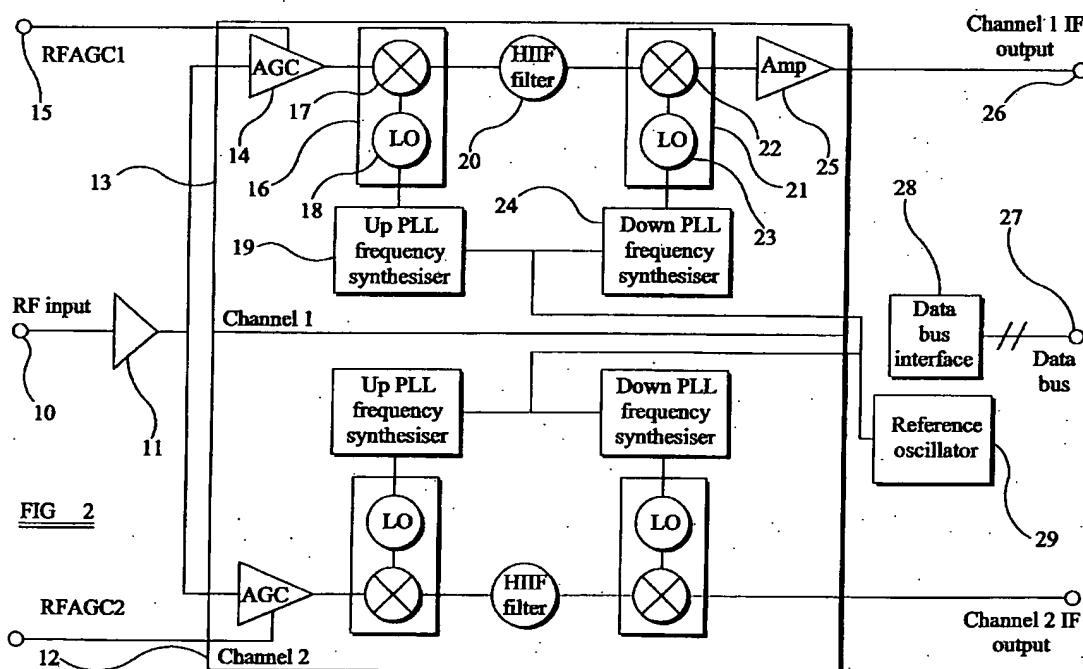 RFAGC1
15
AGC
14
17
16
LO
18
Up PLL
frequency
synthesiser
19
HIIF
filter
20
LO
22
21
23
24
Down PLL
frequency
synthesiser
Amp
25
Channel 1 IF
output
26
13
RF input
10
11
Channel 1
28
27
Data
bus
interface
Data
bus
Up PLL
frequency
synthesiser
Down PLL
frequency
synthesiser
Reference
oscillator
29
FIG 2
LO
LO
AGC
HIIF
filter
RFAGC2
12
Channel 2
Channel 2 IF
output